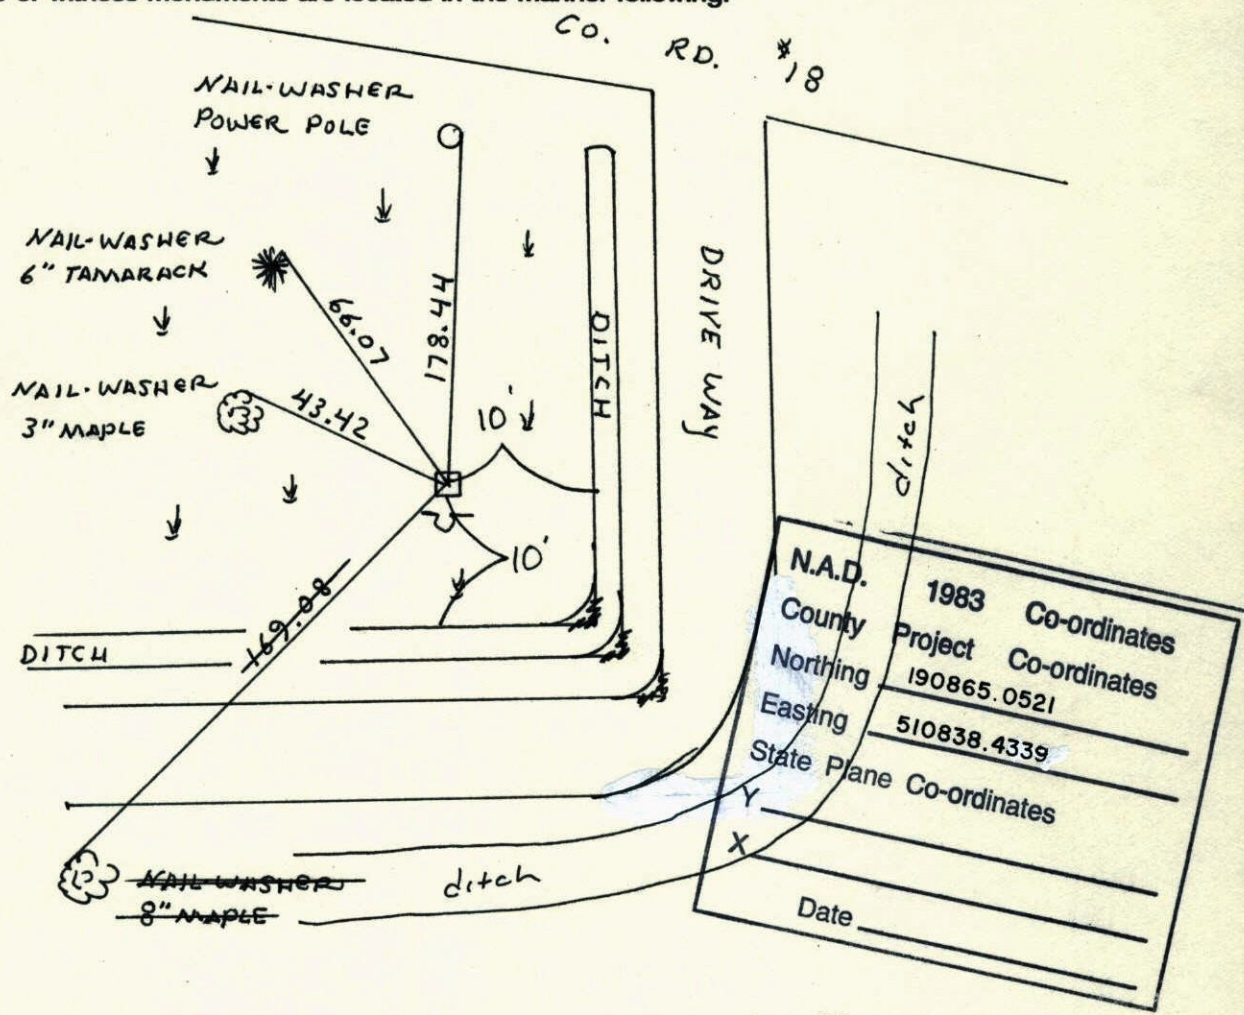 CO. RD. #18
NAIL-WASHER
POWER POLE
NAIL-WASHER
6" TAMARACK
66.07
178.44
DITCH
DRIVE WAY
NAIL-WASHER
3" MAPLE
43.42
10'
ditch
10'
169.08
DITCH
NAIL-WASHER
8" MAPLE
ditch
N.A.D. 1983 Co-ordinates
County Project Co-ordinates
Northing 190865.0521
Easting 510838.4339
State Plane Co-ordinates
Y
X
Date